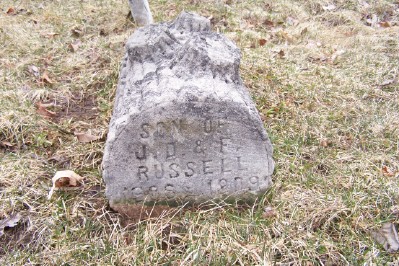 SON OF
J. D. & F.
RUSSELL